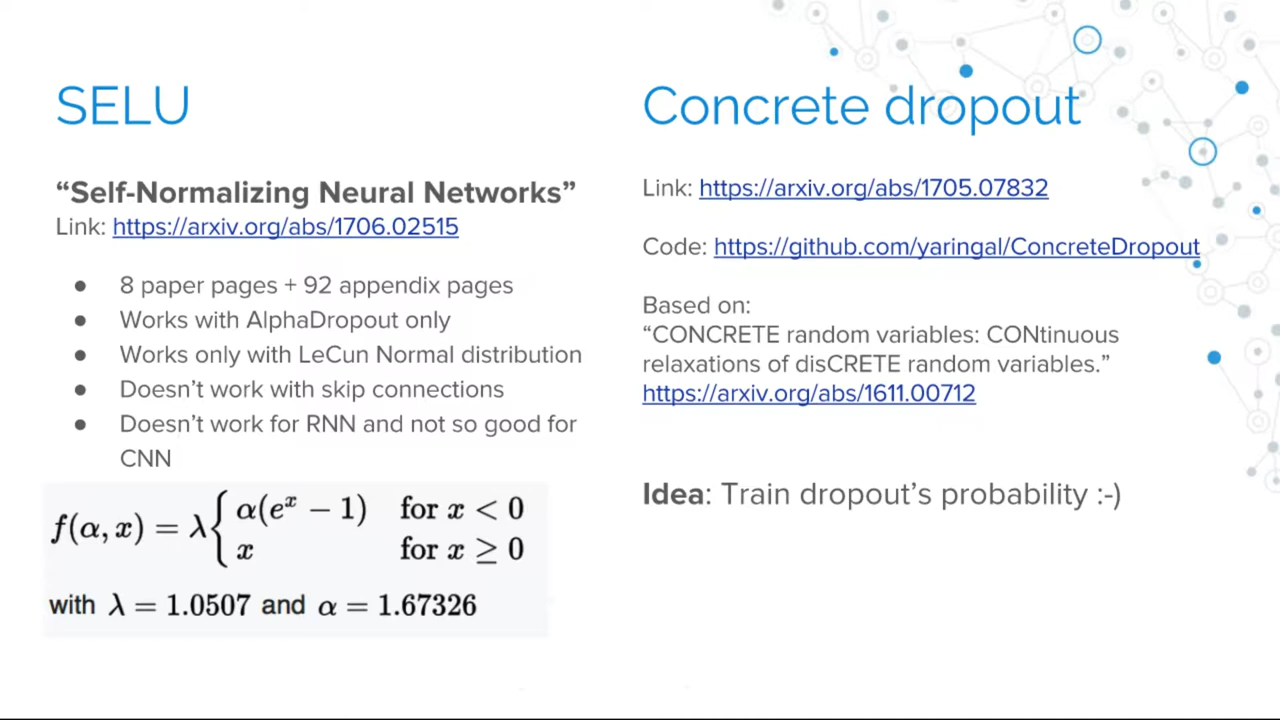 SELU
“Self-Normalizing Neural Networks”
Link: https://arxiv.org/abs/1706.02515
● 8 paper pages + 92 appendix pages
● Works with AlphaDropout only
● Works only with LeCun Normal distribution
● Doesn’t work with skip connections
● Doesn’t work for RNN and not so good for
CNN
f(α, x) = λ{ α(eˣ − 1) for x < 0
x for x ≥ 0
with λ = 1.0507 and α = 1.67326
Concrete dropout
Link: https://arxiv.org/abs/1705.07832
Code: https://github.com/yaringal/ConcreteDropout
Based on:
“CONCRETE random variables: CONtinuous
relaxations of disCRETE random variables.”
https://arxiv.org/abs/1611.00712
Idea: Train dropout’s probability :-)